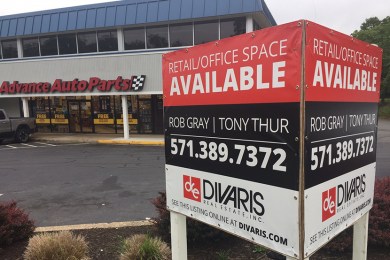 Advance Auto Parts
RETAIL/OFFICE SPACE
AVAILABLE
ROB GRAY | TONY THUR
571.389.7372
dre DIVARIS
REAL ESTATE, INC.
SEE THIS LISTING ONLINE AT DIVARIS.COM
RETAIL/OFFICE SPACE
AVAILABLE
ROB GRAY | TONY THUR
571.389.7372
dre DIVARIS
REAL ESTATE, INC.
SEE THIS LISTING ONLINE AT DIVARIS.COM